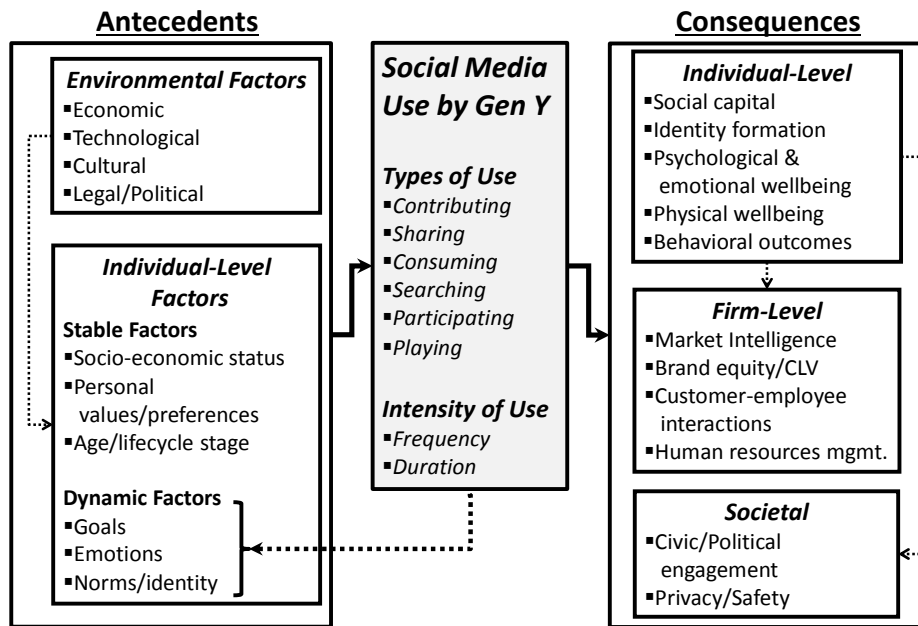 Antecedents
Environmental Factors
▪Economic
▪Technological
▪Cultural
▪Legal/Political
Individual-Level
Factors
Stable Factors
▪Socio-economic status
▪Personal
values/preferences
▪Age/lifecycle stage
Dynamic Factors
▪Goals
▪Emotions
▪Norms/identity
Social Media
Use by Gen Y
Types of Use
▪Contributing
▪Sharing
▪Consuming
▪Searching
▪Participating
▪Playing
Intensity of Use
▪Frequency
▪Duration
Consequences
Individual-Level
▪Social capital
▪Identity formation
▪Psychological &
emotional wellbeing
▪Physical wellbeing
▪Behavioral outcomes
Firm-Level
▪Market Intelligence
▪Brand equity/CLV
▪Customer-employee
interactions
▪Human resources mgmt.
Societal
▪Civic/Political
engagement
▪Privacy/Safety